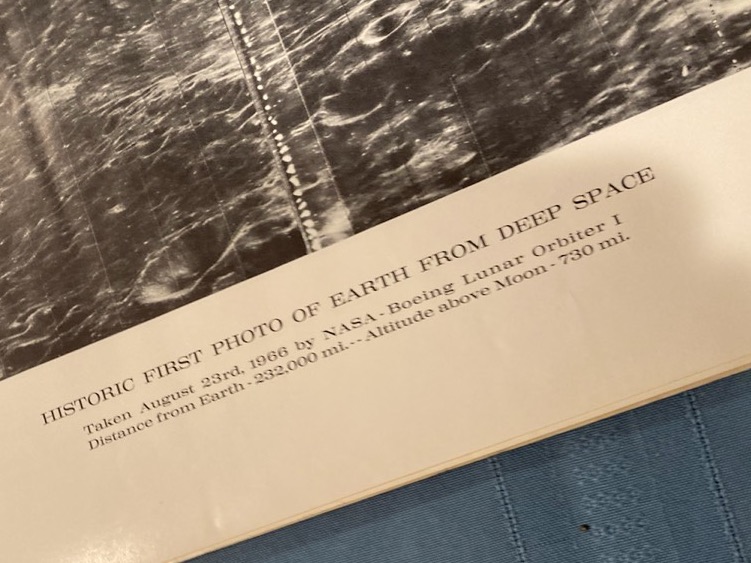 HISTORIC FIRST PHOTO OF EARTH FROM DEEP SPACE
Taken August 23rd, 1966 by NASA-Boeing Lunar Orbiter I
Distance from Earth-232,000 mi.--Altitude above Moon-730 mi.